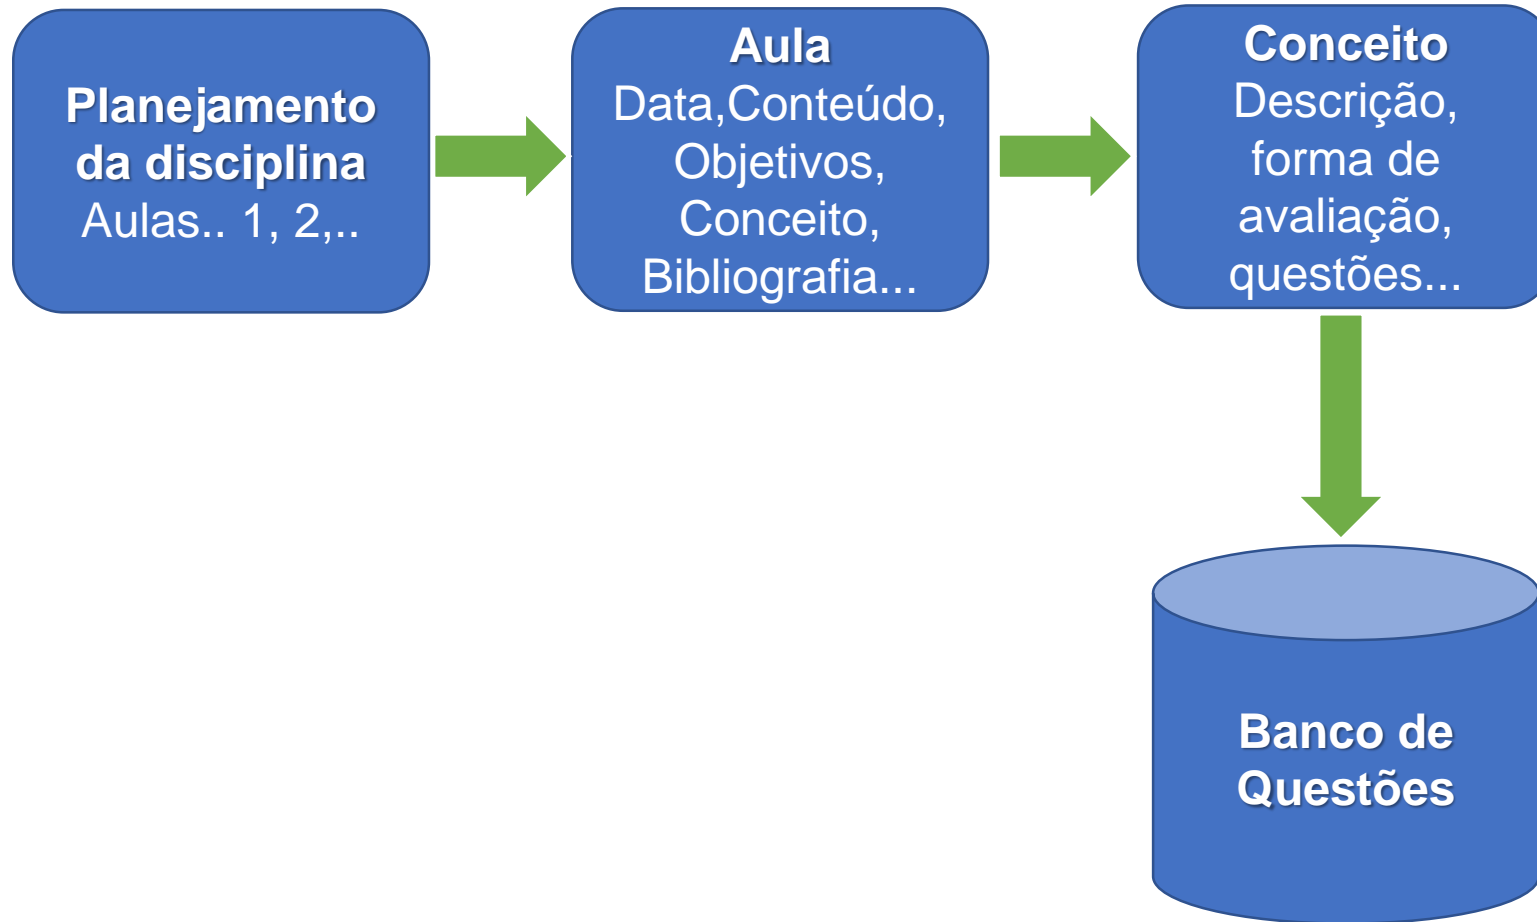 Planejamento
da disciplina
Aulas.. 1, 2,..
Aula
Data,Conteúdo,
Objetivos,
Conceito,
Bibliografia...
Conceito
Descrição,
forma de
avaliação,
questões...
Banco de
Questões